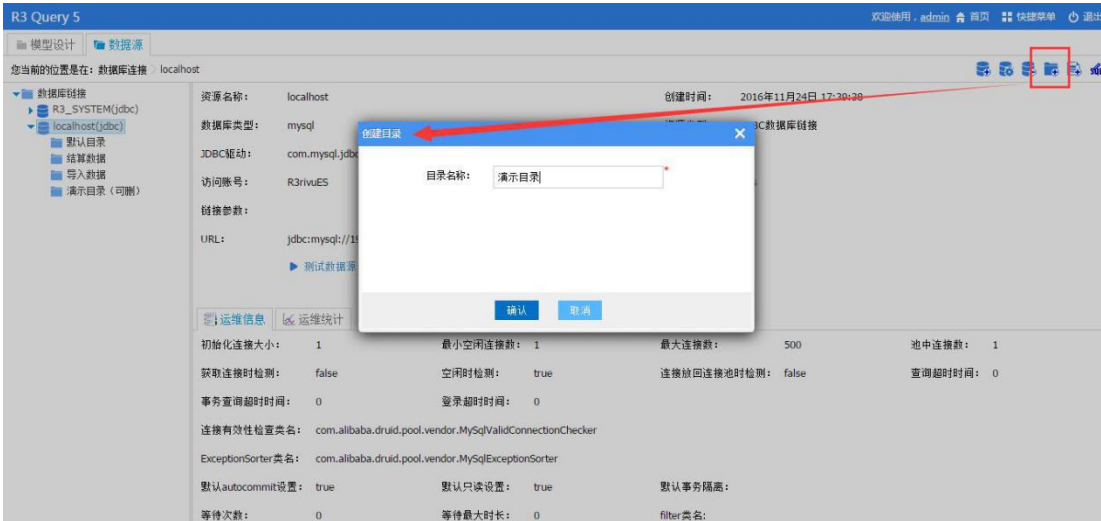 R3 Query 5
欢迎使用，admin 首页 快捷菜单 退出
模型设计 数据源
您当前的位置是在：数据库连接 localhost
数据库链接
R3_SYSTEM(jdbc)
localhost(jdbc)
默认目录
结算数据
导入数据
演示目录（可删）
资源名称： localhost 创建时间： 2016年11月24日 17:39:38
数据库类型： mysql JDBC数据库链接
JDBC驱动： com.mysql.jdbc
访问账号： R3rivuES
链接参数：
URL： jdbc:mysql://19
测试数据源
创建目录
目录名称： 演示目录 *
确认 取消
运维信息 运维统计
初始化连接大小： 1 最小空闲连接数： 1 最大连接数： 500 池中连接数： 1
获取连接时检测： false 空闲时检测： true 连接放回连接池时检测： false 查询超时时间： 0
事务查询超时时间： 0 登录超时时间： 0
连接有效性检查类名： com.alibaba.druid.pool.vendor.MySqlValidConnectionChecker
ExceptionSorter类名： com.alibaba.druid.pool.vendor.MySqlExceptionSorter
默认autocommit设置： true 默认只读设置： true 默认事务隔离：
等待次数： 0 等待最大时长： 0 filter类名: